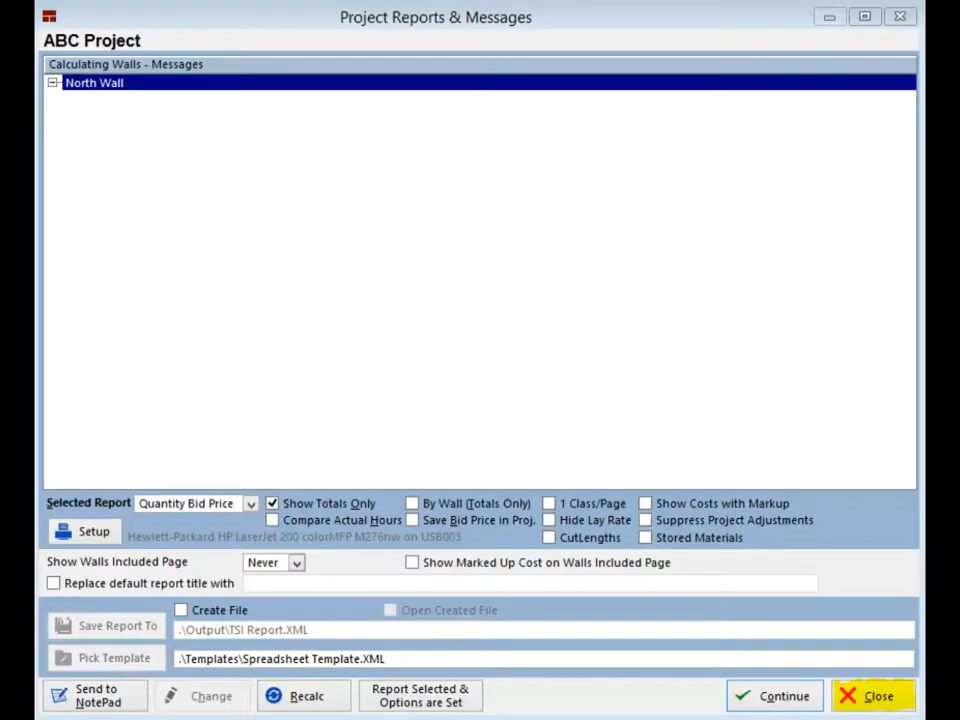 Project Reports & Messages
ABC Project
Calculating Walls - Messages
North Wall
Selected Report Quantity Bid Price Show Totals Only By Wall (Totals Only) 1 Class/Page Show Costs with Markup
Compare Actual Hours Save Bid Price in Proj. Hide Lay Rate Suppress Project Adjustments
Setup Hewlett-Packard HP LaserJet 200 colorMFP M276nw on USB003 CutLengths Stored Materials
Show Walls Included Page Never Show Marked Up Cost on Walls Included Page
Replace default report title with
Create File Open Created File
Save Report To .\Output\TSI Report.XML
Pick Template .\Templates\Spreadsheet Template.XML
Send to NotePad Change Recalc Report Selected & Options are Set Continue Close